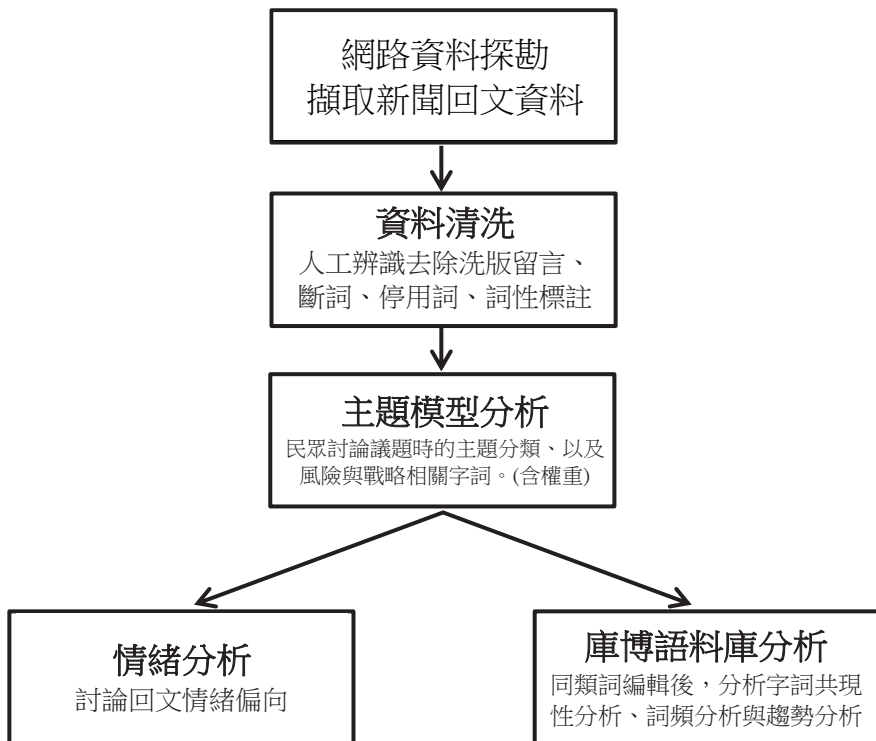 網路資料探勘
擷取新聞回文資料
資料清洗
人工辨識去除洗版留言、
斷詞、停用詞、詞性標註
主題模型分析
民眾討論議題時的主題分類、以及
風險與戰略相關字詞。(含權重)
情緒分析
討論回文情緒偏向
庫博語料庫分析
同類詞編輯後，分析字詞共現
性分析、詞頻分析與趨勢分析